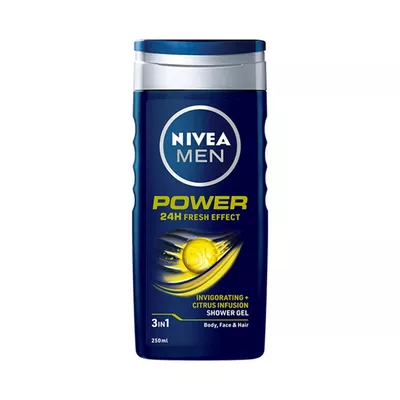 NIVEA
MEN
POWER
24H FRESH EFFECT
INVIGORATING +
CITRUS INFUSION
SHOWER GEL
3IN1
Body, Face & Hair
250ml